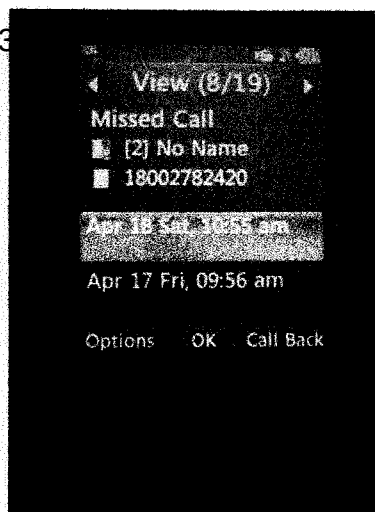 3
View (8/19)
Missed Call
[2] No Name
18002782420
Apr 18 Sat, 10:55 am
Apr 17 Fri, 09:56 am
Options OK Call Back